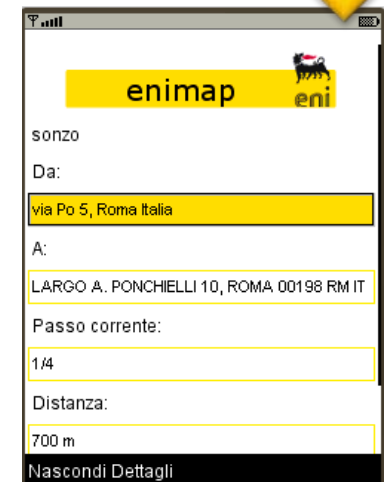 enimap
eni
sonzo
Da:
via Po 5, Roma Italia
A:
LARGO A. PONCHIELLI 10, ROMA 00198 RM IT
Passo corrente:
1/4
Distanza:
700 m
Nascondi Dettagli